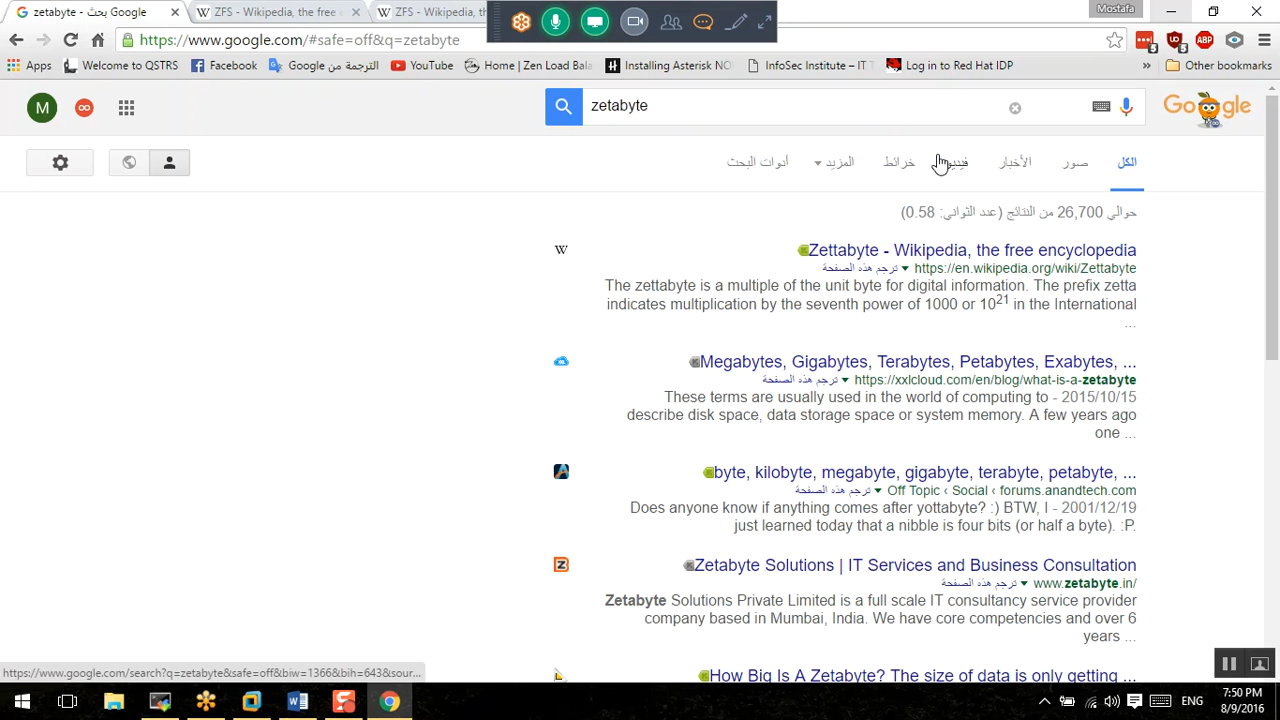 zetabyte - بحث Google
ZFS - Wikipedia, the free e
ZFS - Wikipedia, th
Mostafa
https://www.google.com/#safe=off&q=zetabyte
Apps
Welcome to QSTRS
Facebook
الترجمة من Google
YouTube
Home | Zen Load Bala
Installing Asterisk NO
InfoSec Institute – IT T
Log in to Red Hat IDP
»
Other bookmarks
M
zetabyte
Google
الكل
صور
الأخبار
فيديو
خرائط
المزيد
أدوات البحث
حوالي 26,700 من النتائج (عدد الثواني: 0.58)
Zettabyte - Wikipedia, the free encyclopedia
https://en.wikipedia.org/wiki/Zettabyte ترجم هذه الصفحة
The zettabyte is a multiple of the unit byte for digital information. The prefix zetta
indicates multiplication by the seventh power of 1000 or 10²¹ in the International
...
Megabytes, Gigabytes, Terabytes, Petabytes, Exabytes, ...
https://xxlcloud.com/en/blog/what-is-a-zetabyte ترجم هذه الصفحة
These terms are usually used in the world of computing to - 2015/10/15
describe disk space, data storage space or system memory. A few years ago
one ...
byte, kilobyte, megabyte, gigabyte, terabyte, petabyte, ...
Off Topic ‹ Social ‹ forums.anandtech.com ترجم هذه الصفحة
Does anyone know if anything comes after yottabyte? :) BTW, I - 2001/12/19
just learned today that a nibble is four bits (or half a byte). :P.
Zetabyte Solutions | IT Services and Business Consultation
www.zetabyte.in/ ترجم هذه الصفحة
Zetabyte Solutions Private Limited is a full scale IT consultancy service provider
company based in Mumbai, India. We have core competencies and over 6
years ...
How Big Is A Zetabyte? The size of data is only getting ...
https://www.google.com/search?q=zetabyte&safe=off&biw=1366&bih=643&sour...
ENG
7:50 PM
8/9/2016